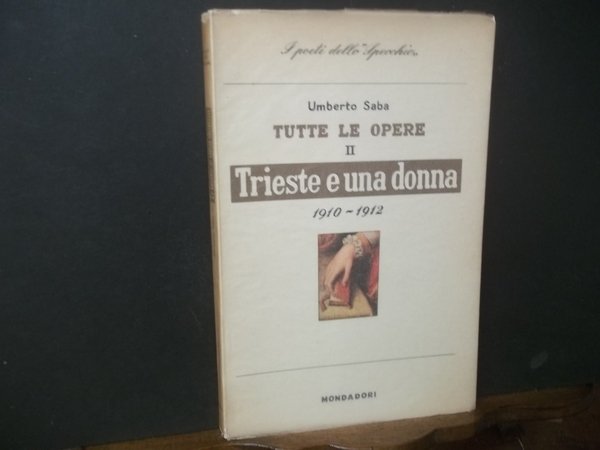 I poeti dello "Specchio"
Umberto Saba
TUTTE LE OPERE
II
Trieste e una donna
1910~1912
MONDADORI